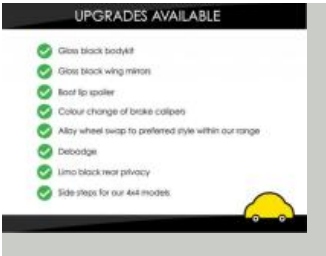 UPGRADES AVAILABLE
Gloss black bodykit
Gloss black wing mirrors
Boot lip spoiler
Colour change of brake calipers
Alloy wheel swap to preferred style within our range
Debadge
Limo black rear privacy
Side steps for our 4x4 models